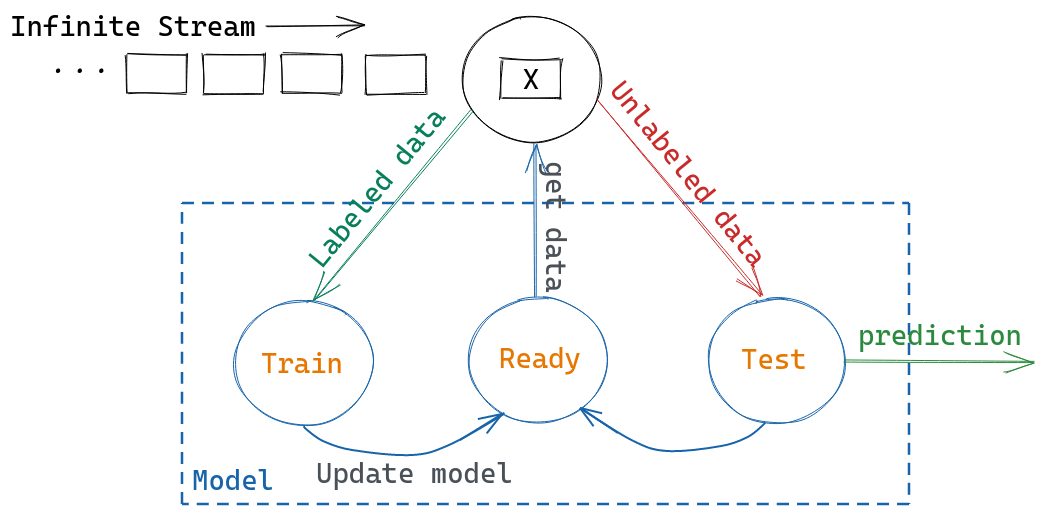 Infinite Stream
...
X
Labeled data
get data
Unlabeled data
Train
Ready
Test
prediction
Update model
Model